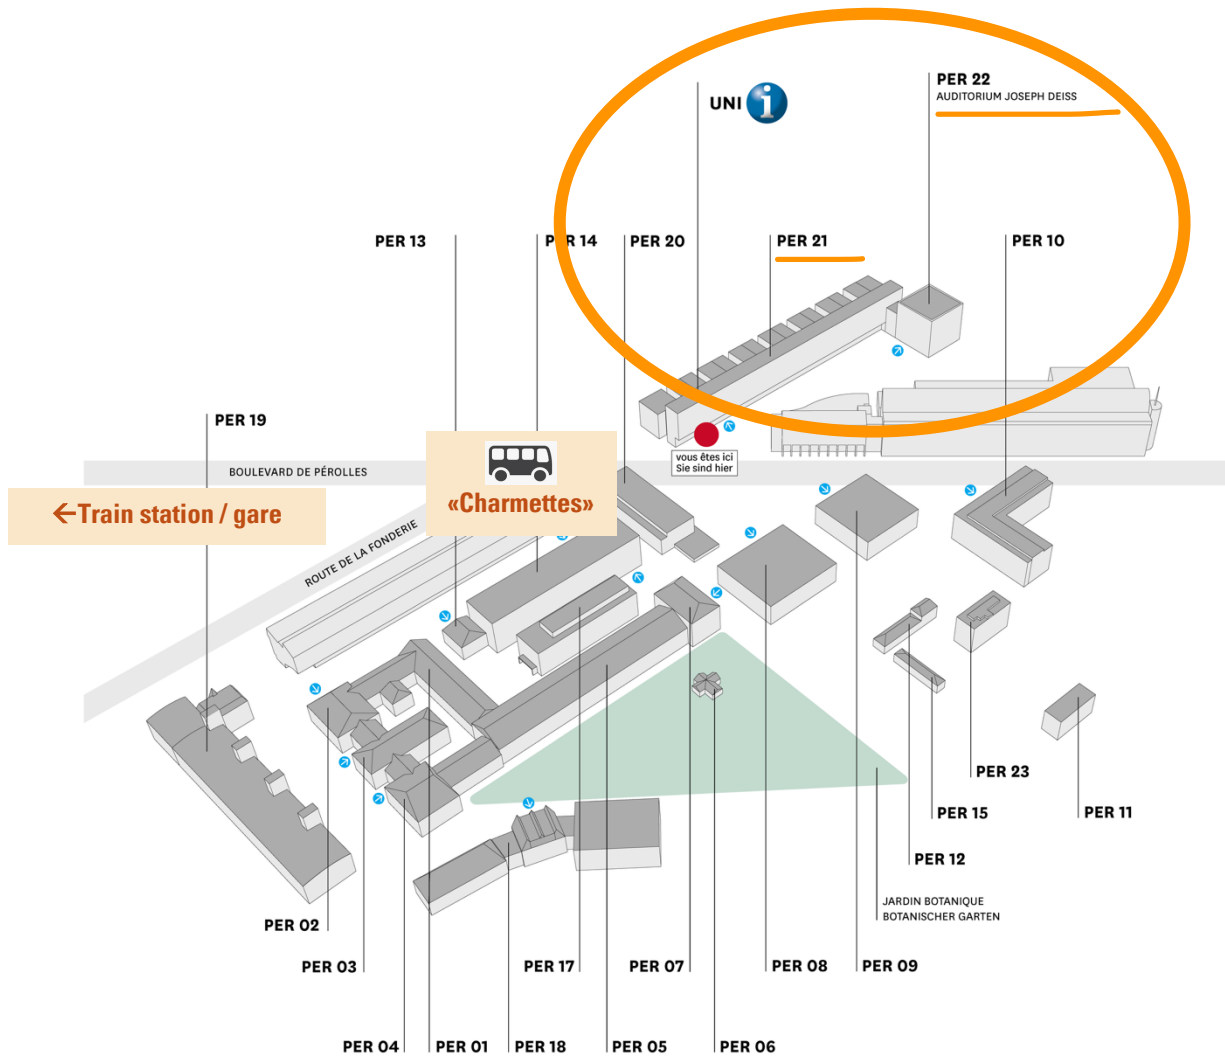 PER 22
AUDITORIUM JOSEPH DEISS
UNI i
PER 13
PER 14
PER 20
PER 21
PER 10
PER 19
vous êtes ici
Sie sind hier
BOULEVARD DE PÉROLLES
«Charmettes»
←Train station / gare
ROUTE DE LA FONDERIE
PER 23
PER 15
PER 11
PER 12
JARDIN BOTANIQUE
BOTANISCHER GARTEN
PER 02
PER 03
PER 17
PER 07
PER 08
PER 09
PER 04
PER 01
PER 18
PER 05
PER 06